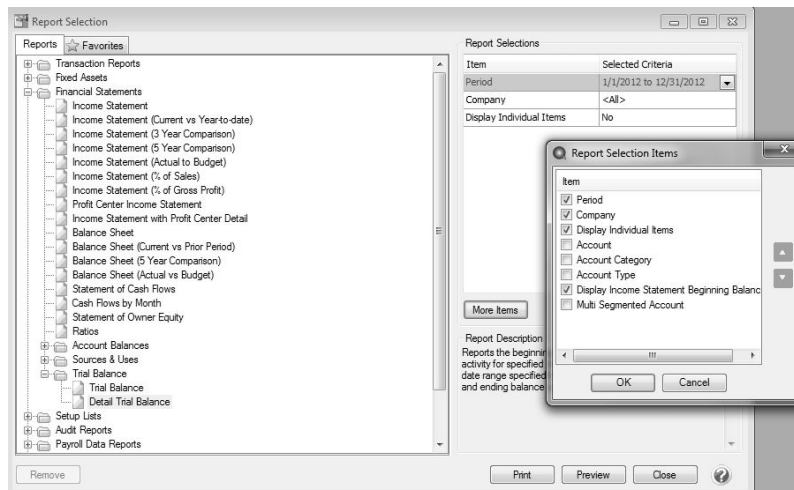 Report Selection
Reports
Favorites
Transaction Reports
Fixed Assets
Financial Statements
Income Statement
Income Statement (Current vs Year-to-date)
Income Statement (3 Year Comparison)
Income Statement (5 Year Comparison)
Income Statement (Actual to Budget)
Income Statement (% of Sales)
Income Statement (% of Gross Profit)
Profit Center Income Statement
Income Statement with Profit Center Detail
Balance Sheet
Balance Sheet (Current vs Prior Period)
Balance Sheet (5 Year Comparison)
Balance Sheet (Actual vs Budget)
Statement of Cash Flows
Cash Flows by Month
Statement of Owner Equity
Ratios
Account Balances
Sources & Uses
Trial Balance
Trial Balance
Detail Trial Balance
Setup Lists
Audit Reports
Payroll Data Reports
Remove
Report Selections
Item Selected Criteria
Period 1/1/2012 to 12/31/2012
Company <All>
Display Individual Items No
More Items
Report Description
Reports the beginnin
activity for specified
date range specified
and ending balance
Print Preview Close
Report Selection Items
Item
Period
Company
Display Individual Items
Account
Account Category
Account Type
Display Income Statement Beginning Balanc
Multi Segmented Account
OK Cancel